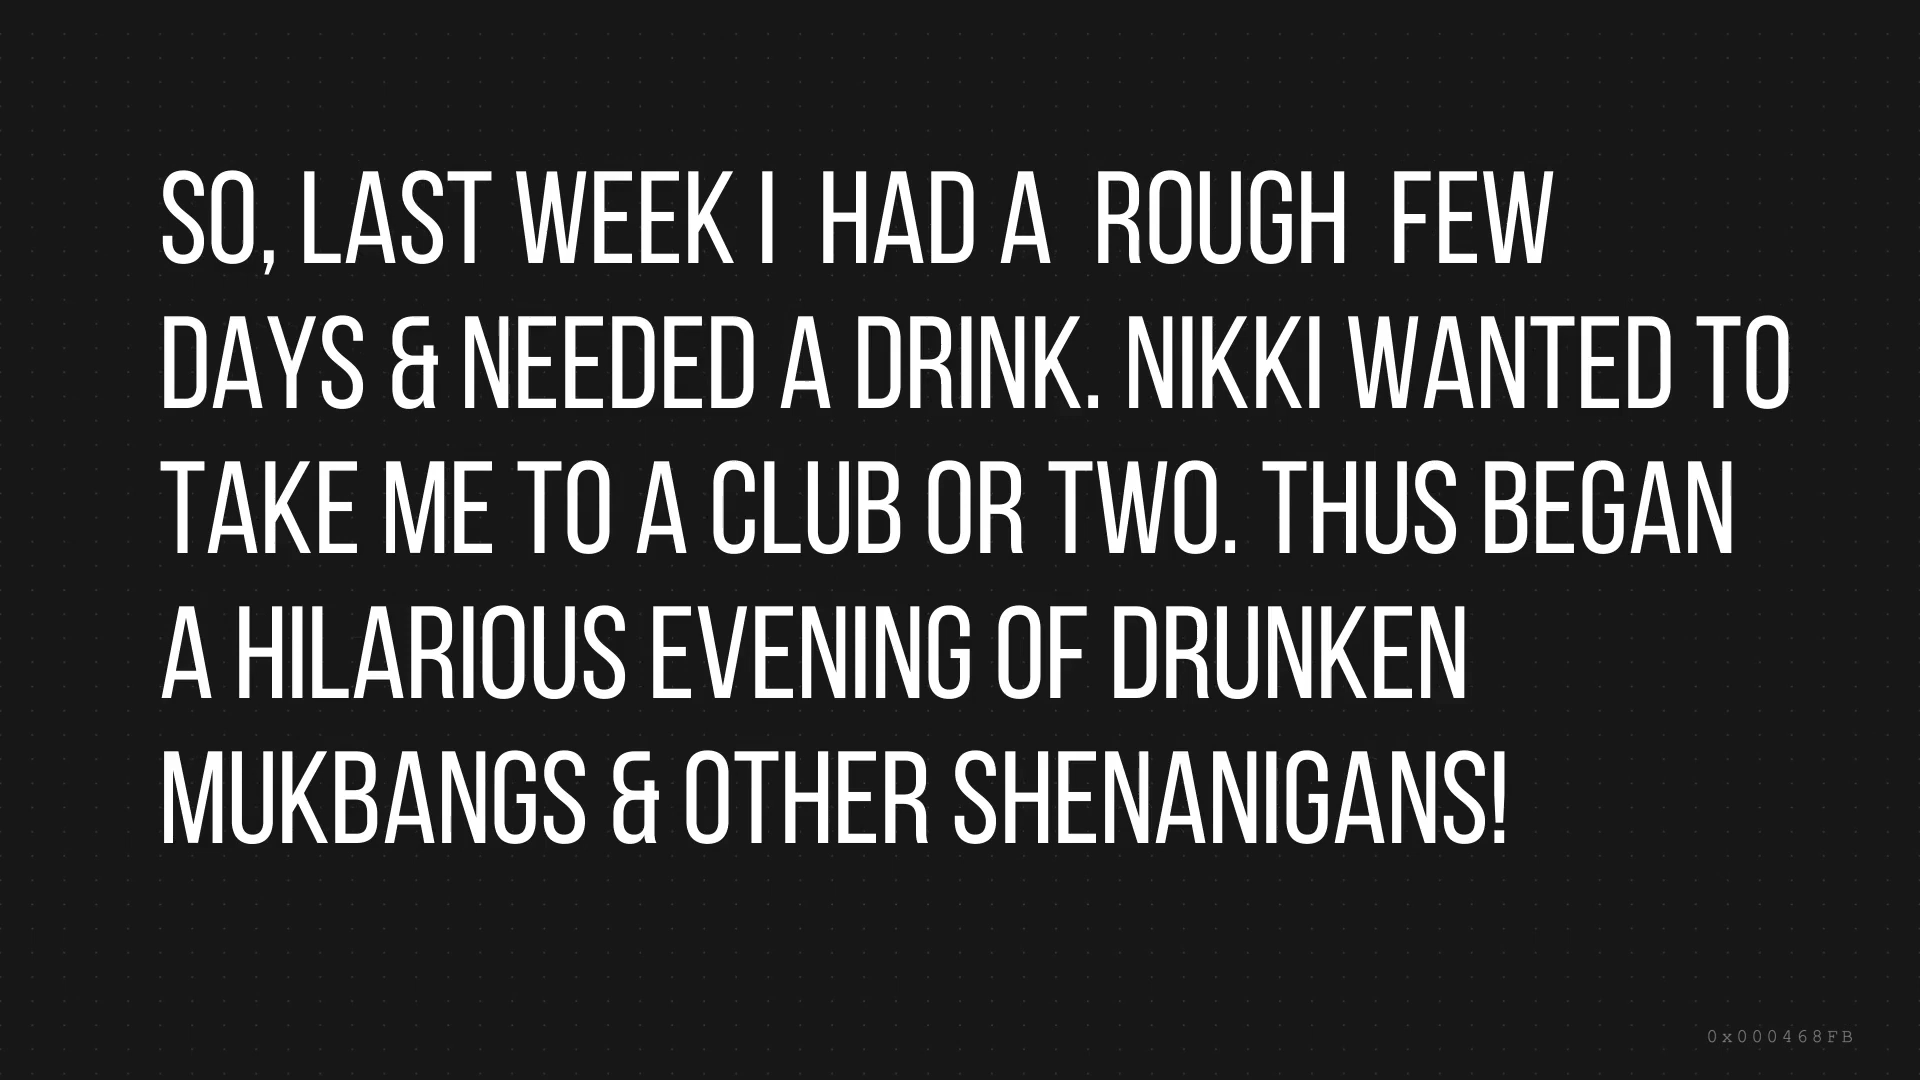 SO, LAST WEEK I  HAD A  ROUGH  FEW
DAYS & NEEDED A DRINK. NIKKI WANTED TO
TAKE ME TO A CLUB OR TWO. THUS BEGAN
A HILARIOUS EVENING OF DRUNKEN
MUKBANGS & OTHER SHENANIGANS!
0x000468FB